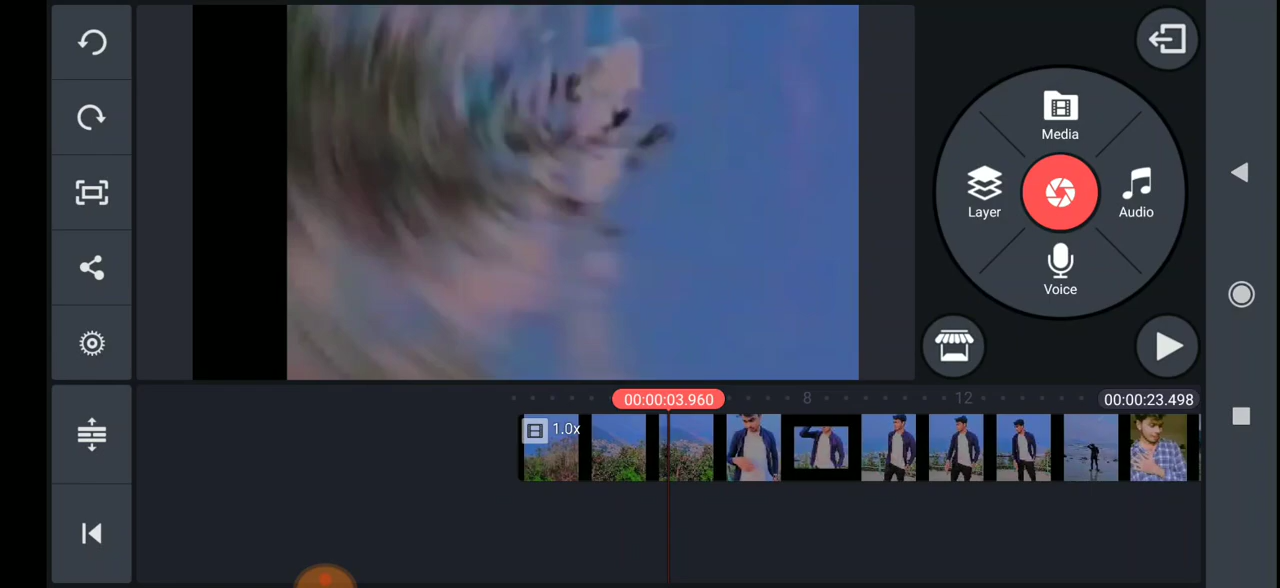 Media
Layer
Audio
Voice
00:00:03.960
8
12
00:00:23.498
1.0x